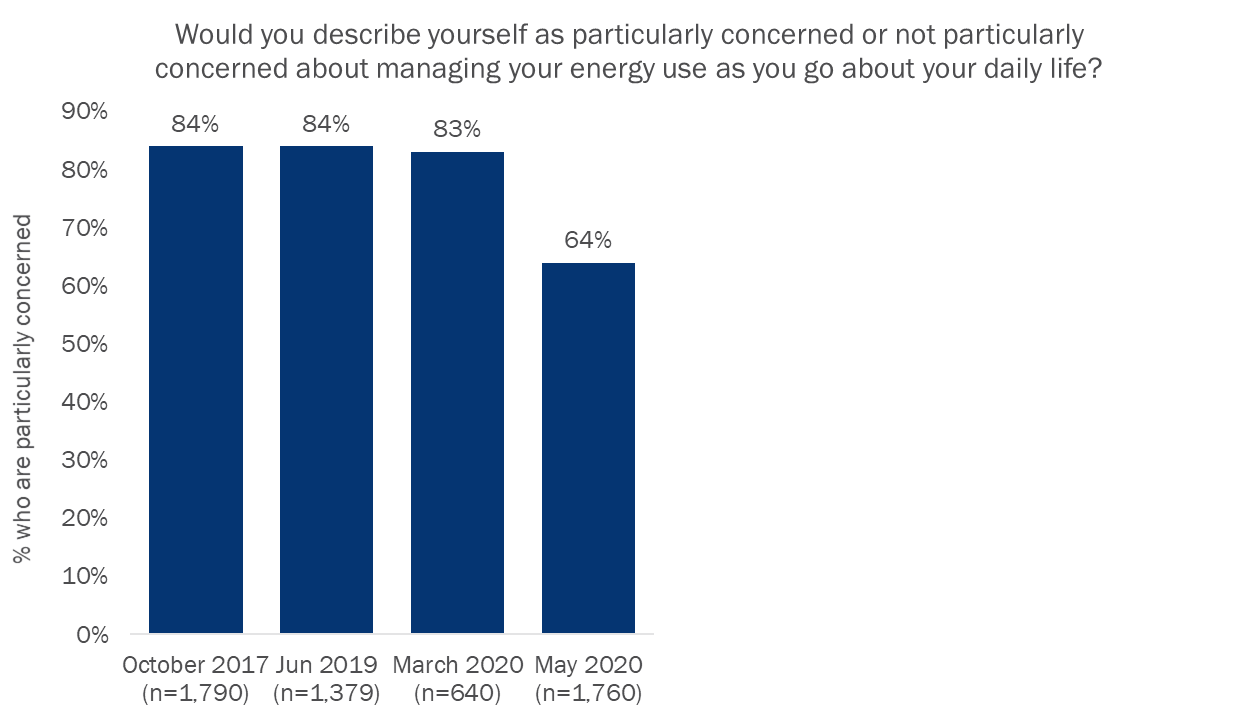 Would you describe yourself as particularly concerned or not particularly
concerned about managing your energy use as you go about your daily life?
% who are particularly concerned
90%
80%
70%
60%
50%
40%
30%
20%
10%
0%
84%
84%
83%
64%
October 2017
(n=1,790)
Jun 2019
(n=1,379)
March 2020
(n=640)
May 2020
(n=1,760)